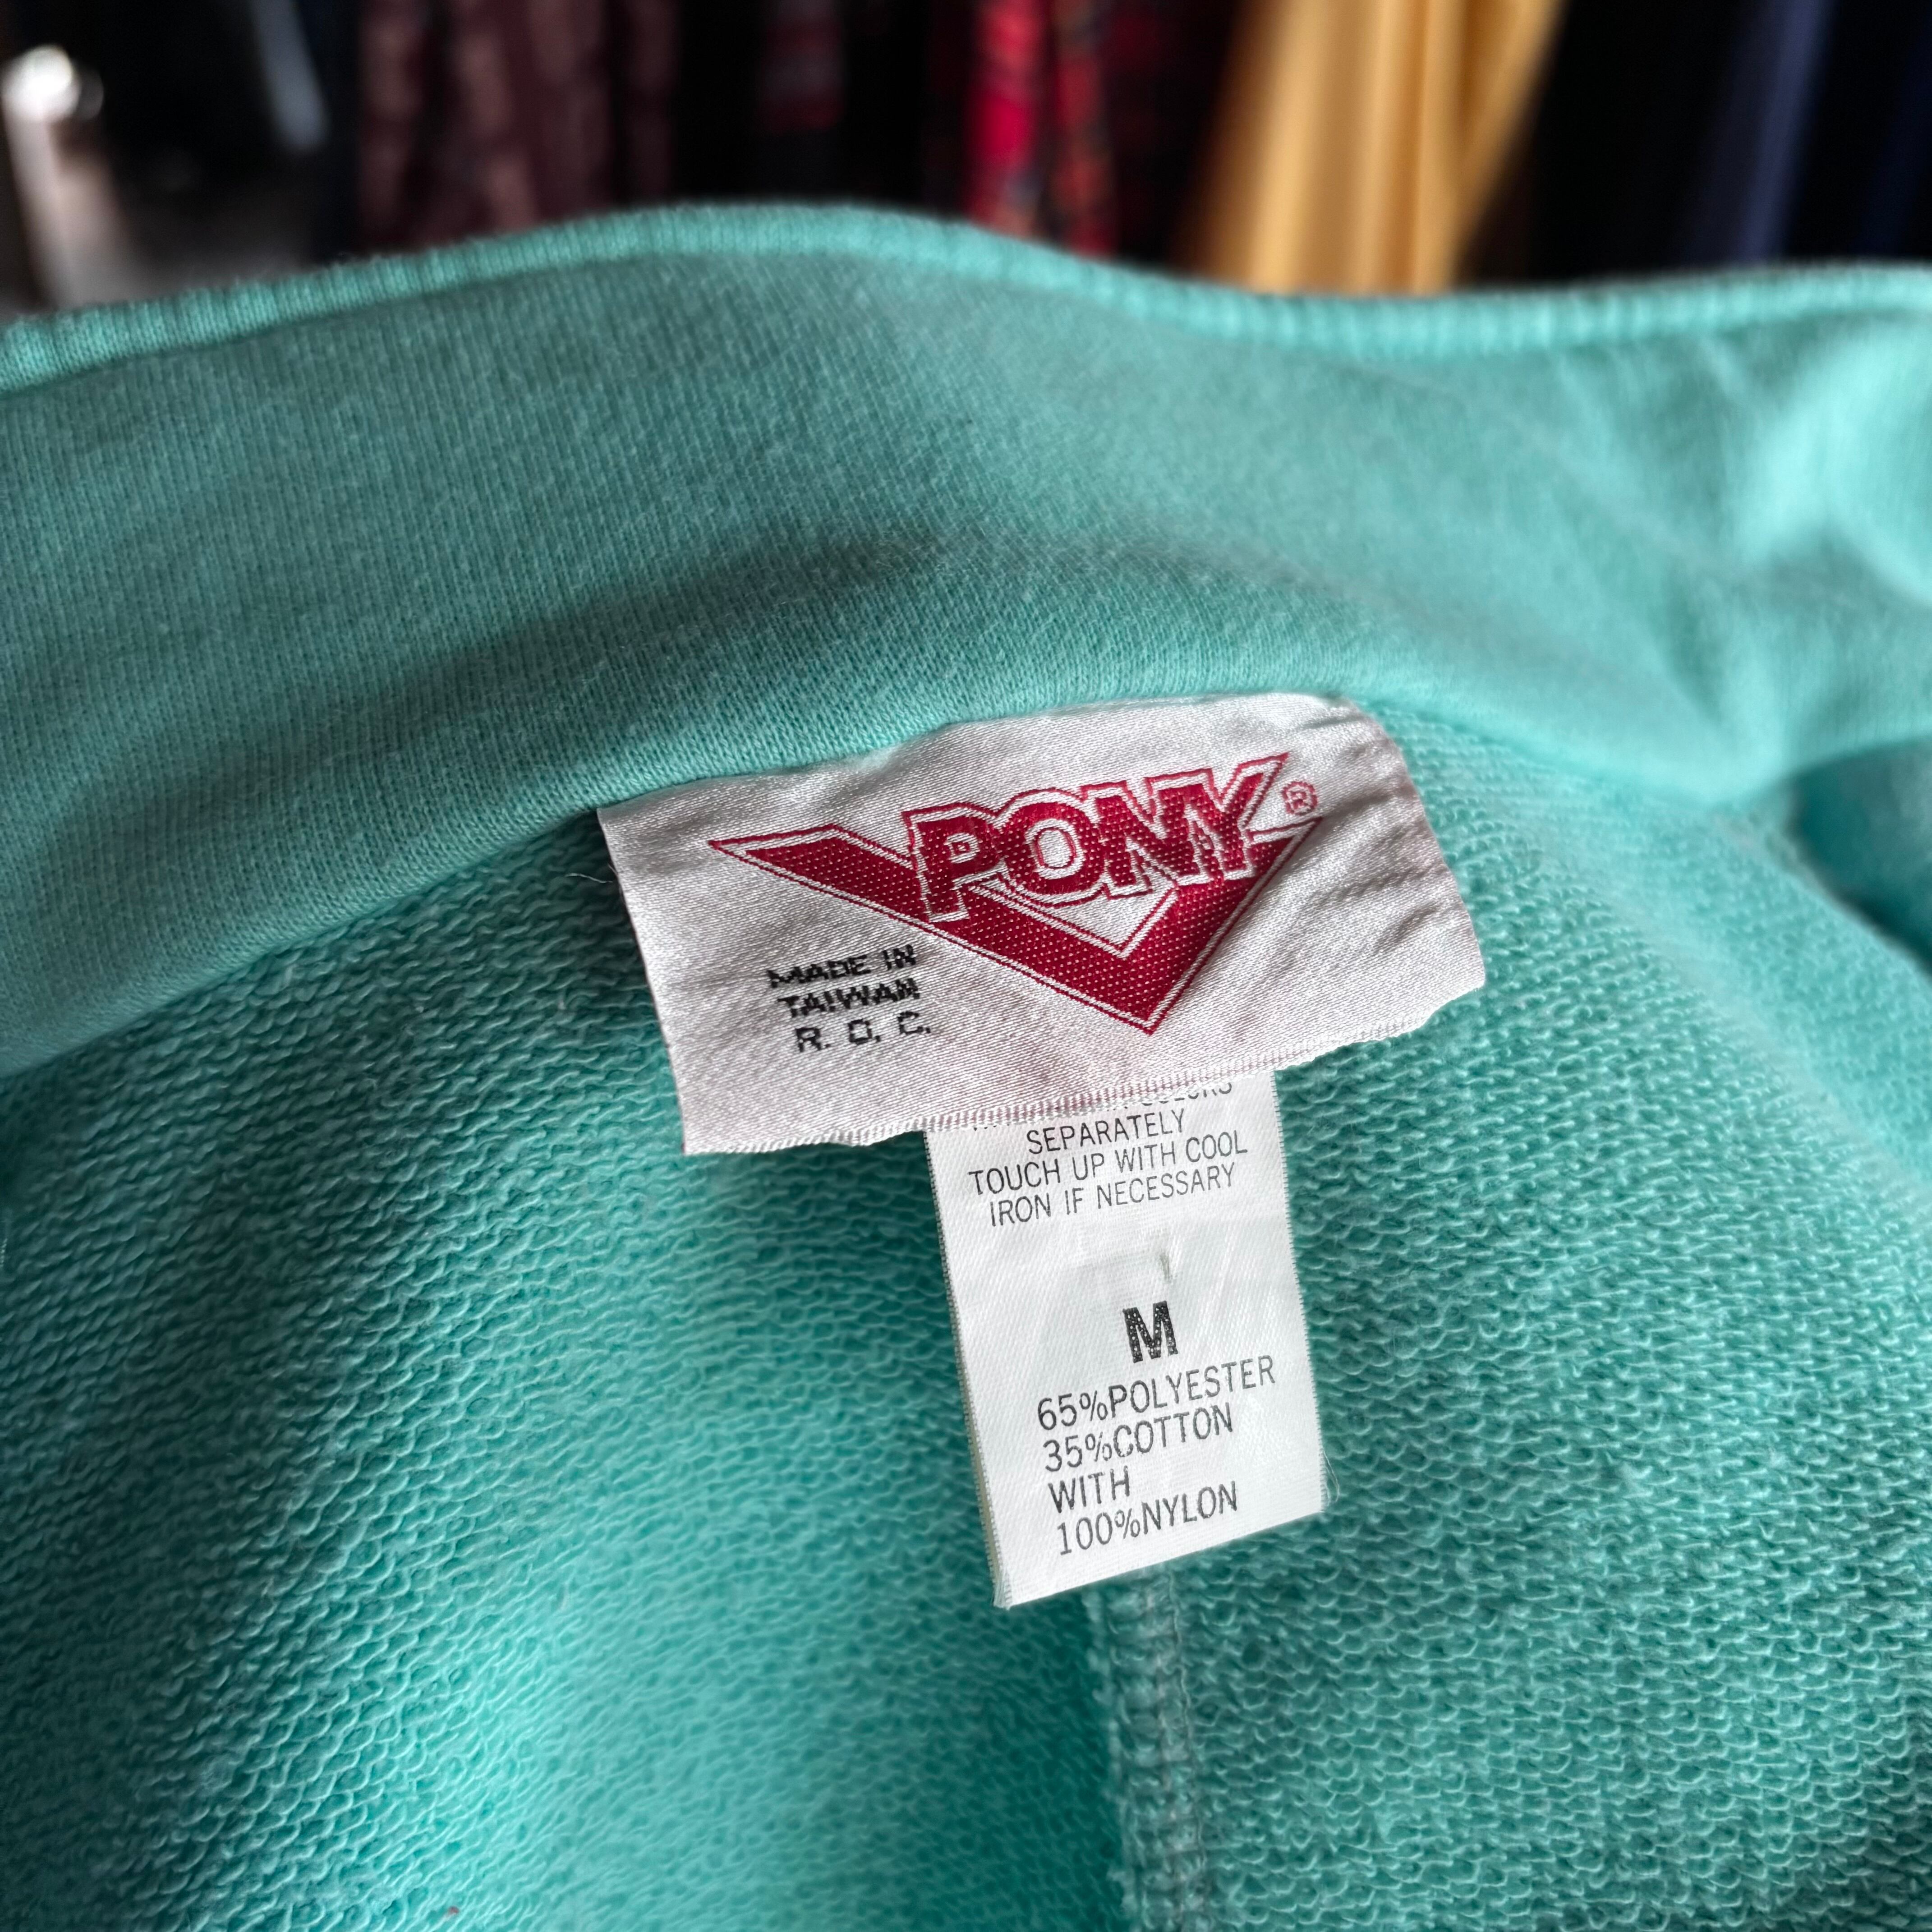 PONY®
MADE IN
TAIWAN
R. O. C.
SEPARATELY
TOUCH UP WITH COOL
IRON IF NECESSARY
M
65%POLYESTER
35%COTTON
WITH
100%NYLON